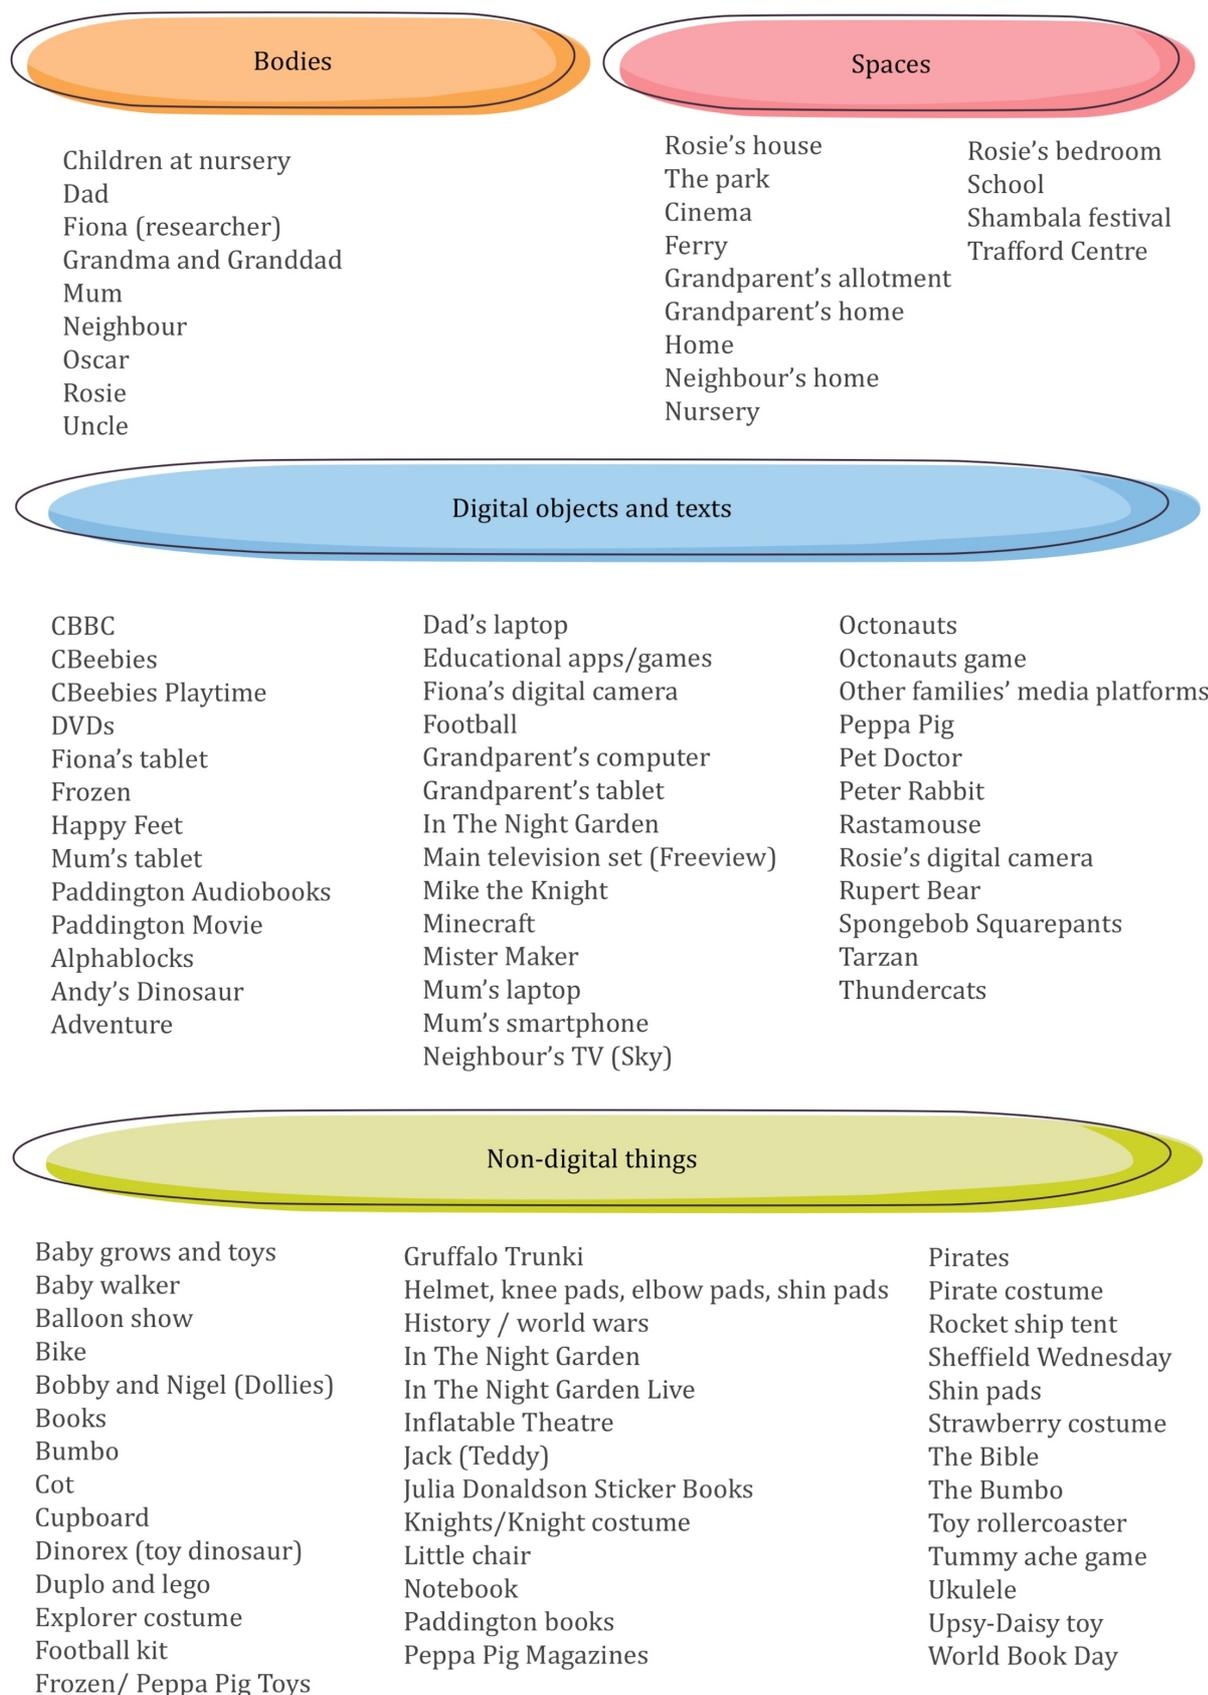 Bodies
Children at nursery
Dad
Fiona (researcher)
Grandma and Granddad
Mum
Neighbour
Oscar
Rosie
Uncle
Spaces
Rosie’s house
The park
Cinema
Ferry
Grandparent’s allotment
Grandparent’s home
Home
Neighbour’s home
Nursery
Rosie’s bedroom
School
Shambala festival
Trafford Centre
Digital objects and texts
CBBC
CBeebies
CBeebies Playtime
DVDs
Fiona’s tablet
Frozen
Happy Feet
Mum’s tablet
Paddington Audiobooks
Paddington Movie
Alphablocks
Andy’s Dinosaur
Adventure
Dad’s laptop
Educational apps/games
Fiona’s digital camera
Football
Grandparent’s computer
Grandparent’s tablet
In The Night Garden
Main television set (Freeview)
Mike the Knight
Minecraft
Mister Maker
Mum’s laptop
Mum’s smartphone
Neighbour’s TV (Sky)
Octonauts
Octonauts game
Other families’ media platforms
Peppa Pig
Pet Doctor
Peter Rabbit
Rastamouse
Rosie’s digital camera
Rupert Bear
Spongebob Squarepants
Tarzan
Thundercats
Non-digital things
Baby grows and toys
Baby walker
Balloon show
Bike
Bobby and Nigel (Dollies)
Books
Bumbo
Cot
Cupboard
Dinorex (toy dinosaur)
Duplo and lego
Explorer costume
Football kit
Frozen/ Peppa Pig Toys
Gruffalo Trunki
Helmet, knee pads, elbow pads, shin pads
History / world wars
In The Night Garden
In The Night Garden Live
Inflatable Theatre
Jack (Teddy)
Julia Donaldson Sticker Books
Knights/Knight costume
Little chair
Notebook
Paddington books
Peppa Pig Magazines
Pirates
Pirate costume
Rocket ship tent
Sheffield Wednesday
Shin pads
Strawberry costume
The Bible
The Bumbo
Toy rollercoaster
Tummy ache game
Ukulele
Upsy-Daisy toy
World Book Day